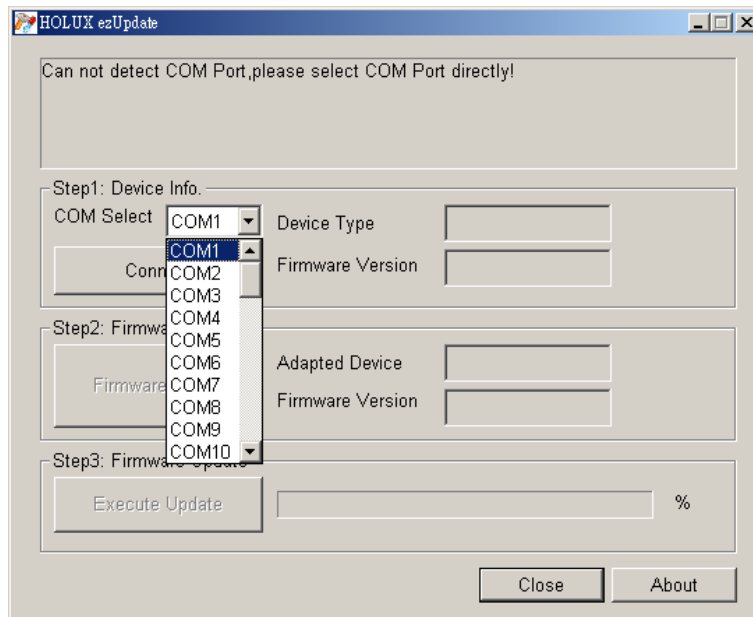 HOLUX ezUpdate
Can not detect COM Port,please select COM Port directly!
Step1: Device Info.
COM Select COM1 Device Type
Conn Firmware Version
COM1
COM2
COM3
COM4
COM5
COM6
COM7
COM8
COM9
COM10
Step2: Firmwa
Firmware
Adapted Device
Firmware Version
Step3: Firmware Update
Execute Update %
Close About